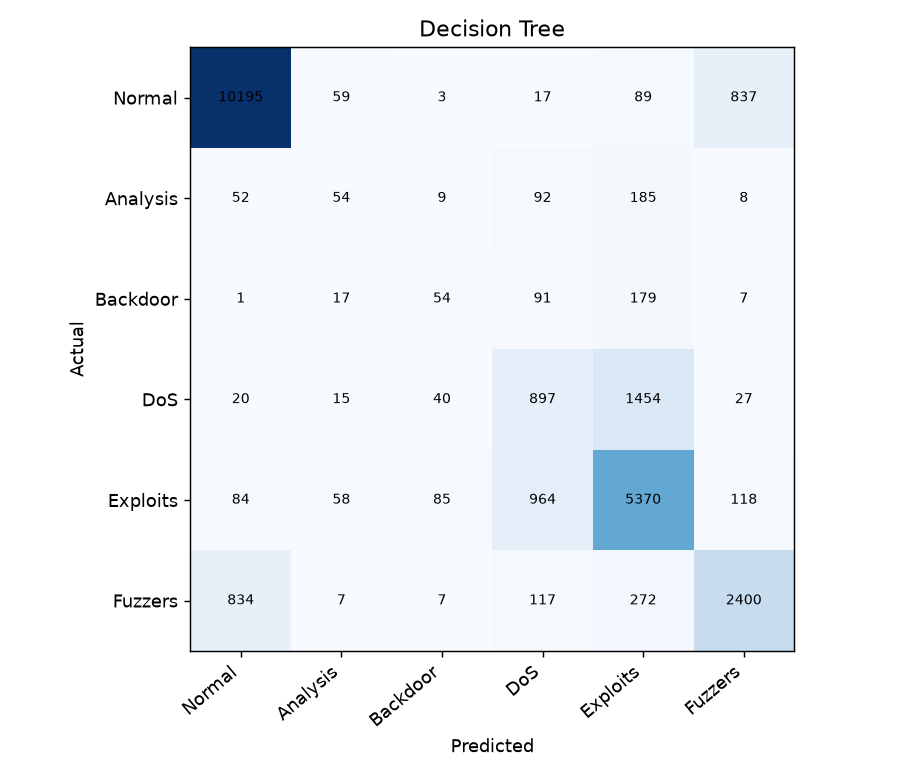 Decision Tree
Normal 10195 59 3 17 89 837
Analysis 52 54 9 92 185 8
Backdoor 1 17 54 91 179 7
Actual
DoS 20 15 40 897 1454 27
Exploits 84 58 85 964 5370 118
Fuzzers 834 7 7 117 272 2400
Normal Analysis Backdoor DoS Exploits Fuzzers
Predicted